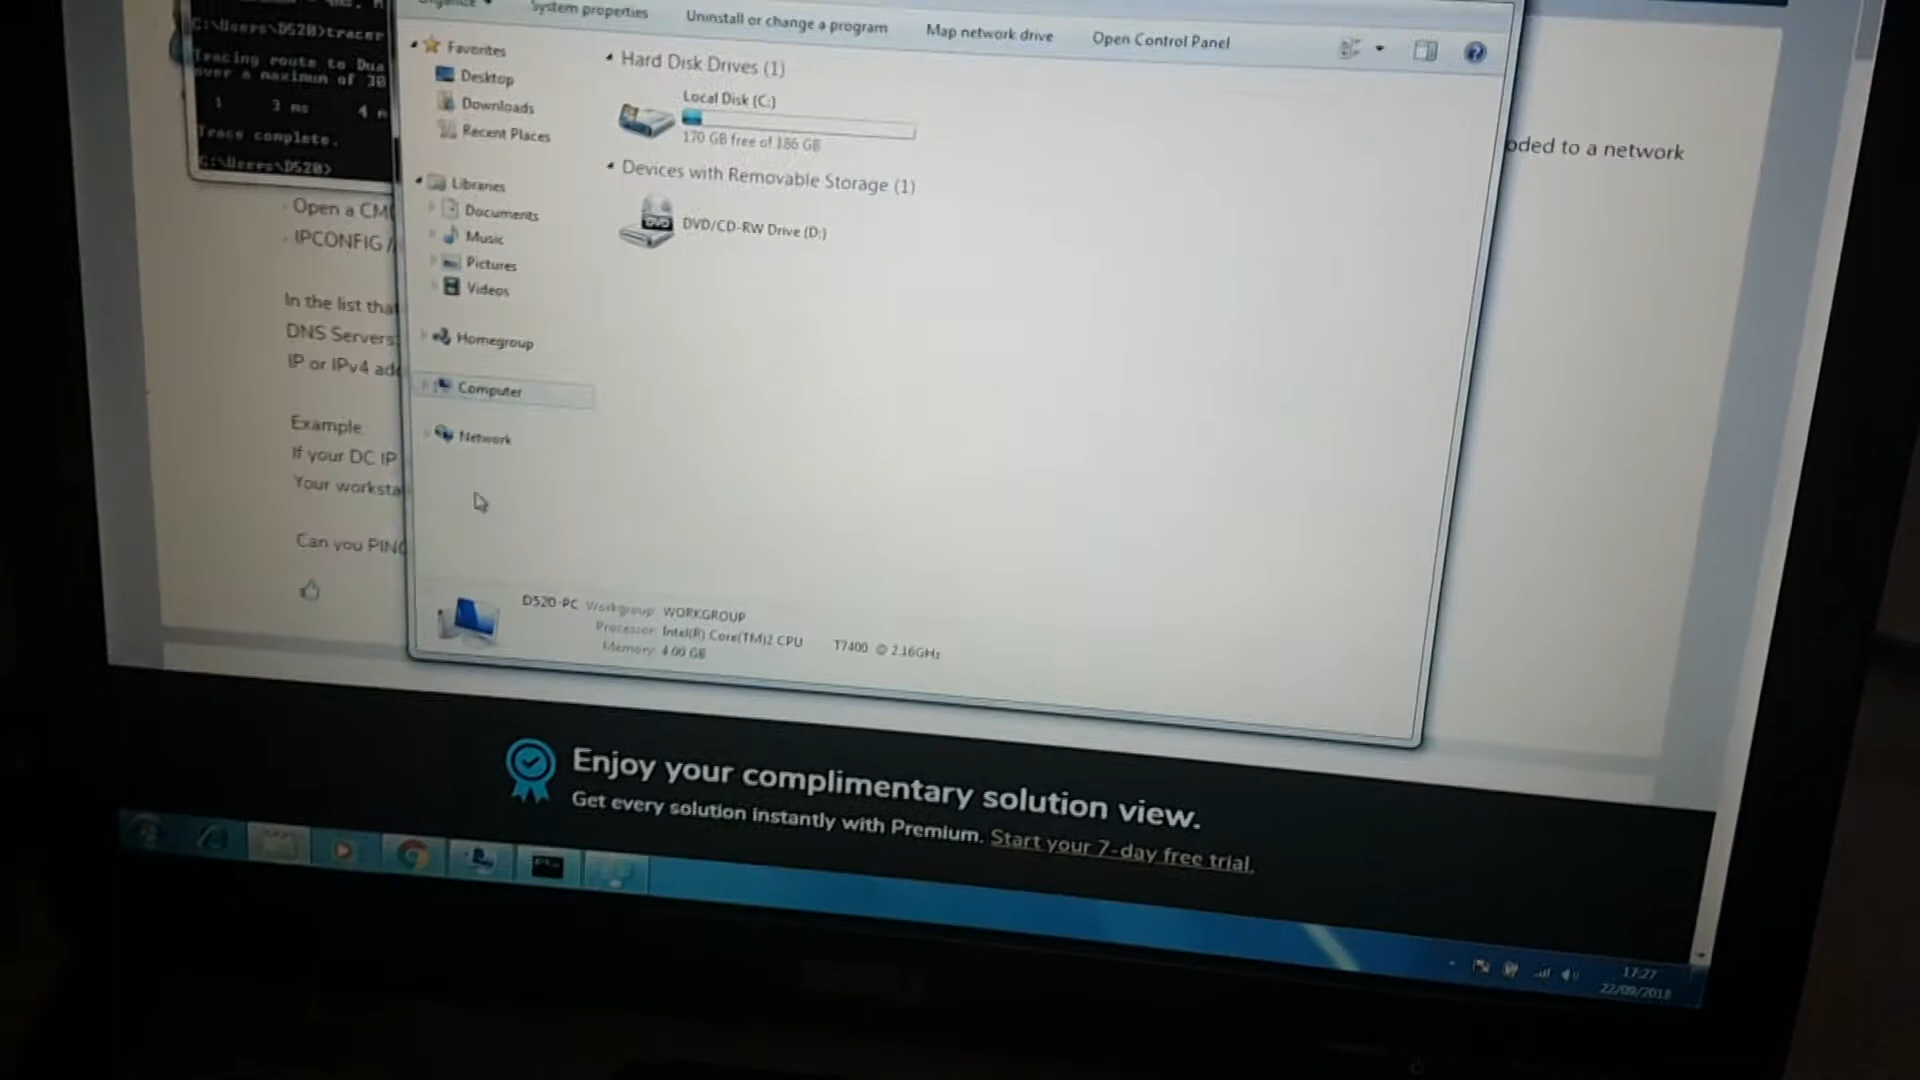 C:\Users\D520>tracer
Tracing route to Dua
over a maximum of 30
1 3 ms 4 m
Trace complete.
C:\Users\D520>
Open a CM
IPCONFIG /
In the list that
DNS Servers
IP or IPv4 add
Example
If your DC IP
Your worksta
Can you PING
Organize
System properties
Uninstall or change a program
Map network drive
Open Control Panel
Favorites
Desktop
Downloads
Recent Places
Libraries
Documents
Music
Pictures
Videos
Homegroup
Computer
Network
Hard Disk Drives (1)
Local Disk (C:)
170 GB free of 186 GB
Devices with Removable Storage (1)
DVD
DVD/CD-RW Drive (D:)
oded to a network
D520-PC Workgroup: WORKGROUP
Processor: Intel(R) Core(TM)2 CPU T7400 @ 2.16GHz
Memory: 4.00 GB
Enjoy your complimentary solution view.
Get every solution instantly with Premium. Start your 7-day free trial.
17:27
22/09/2018